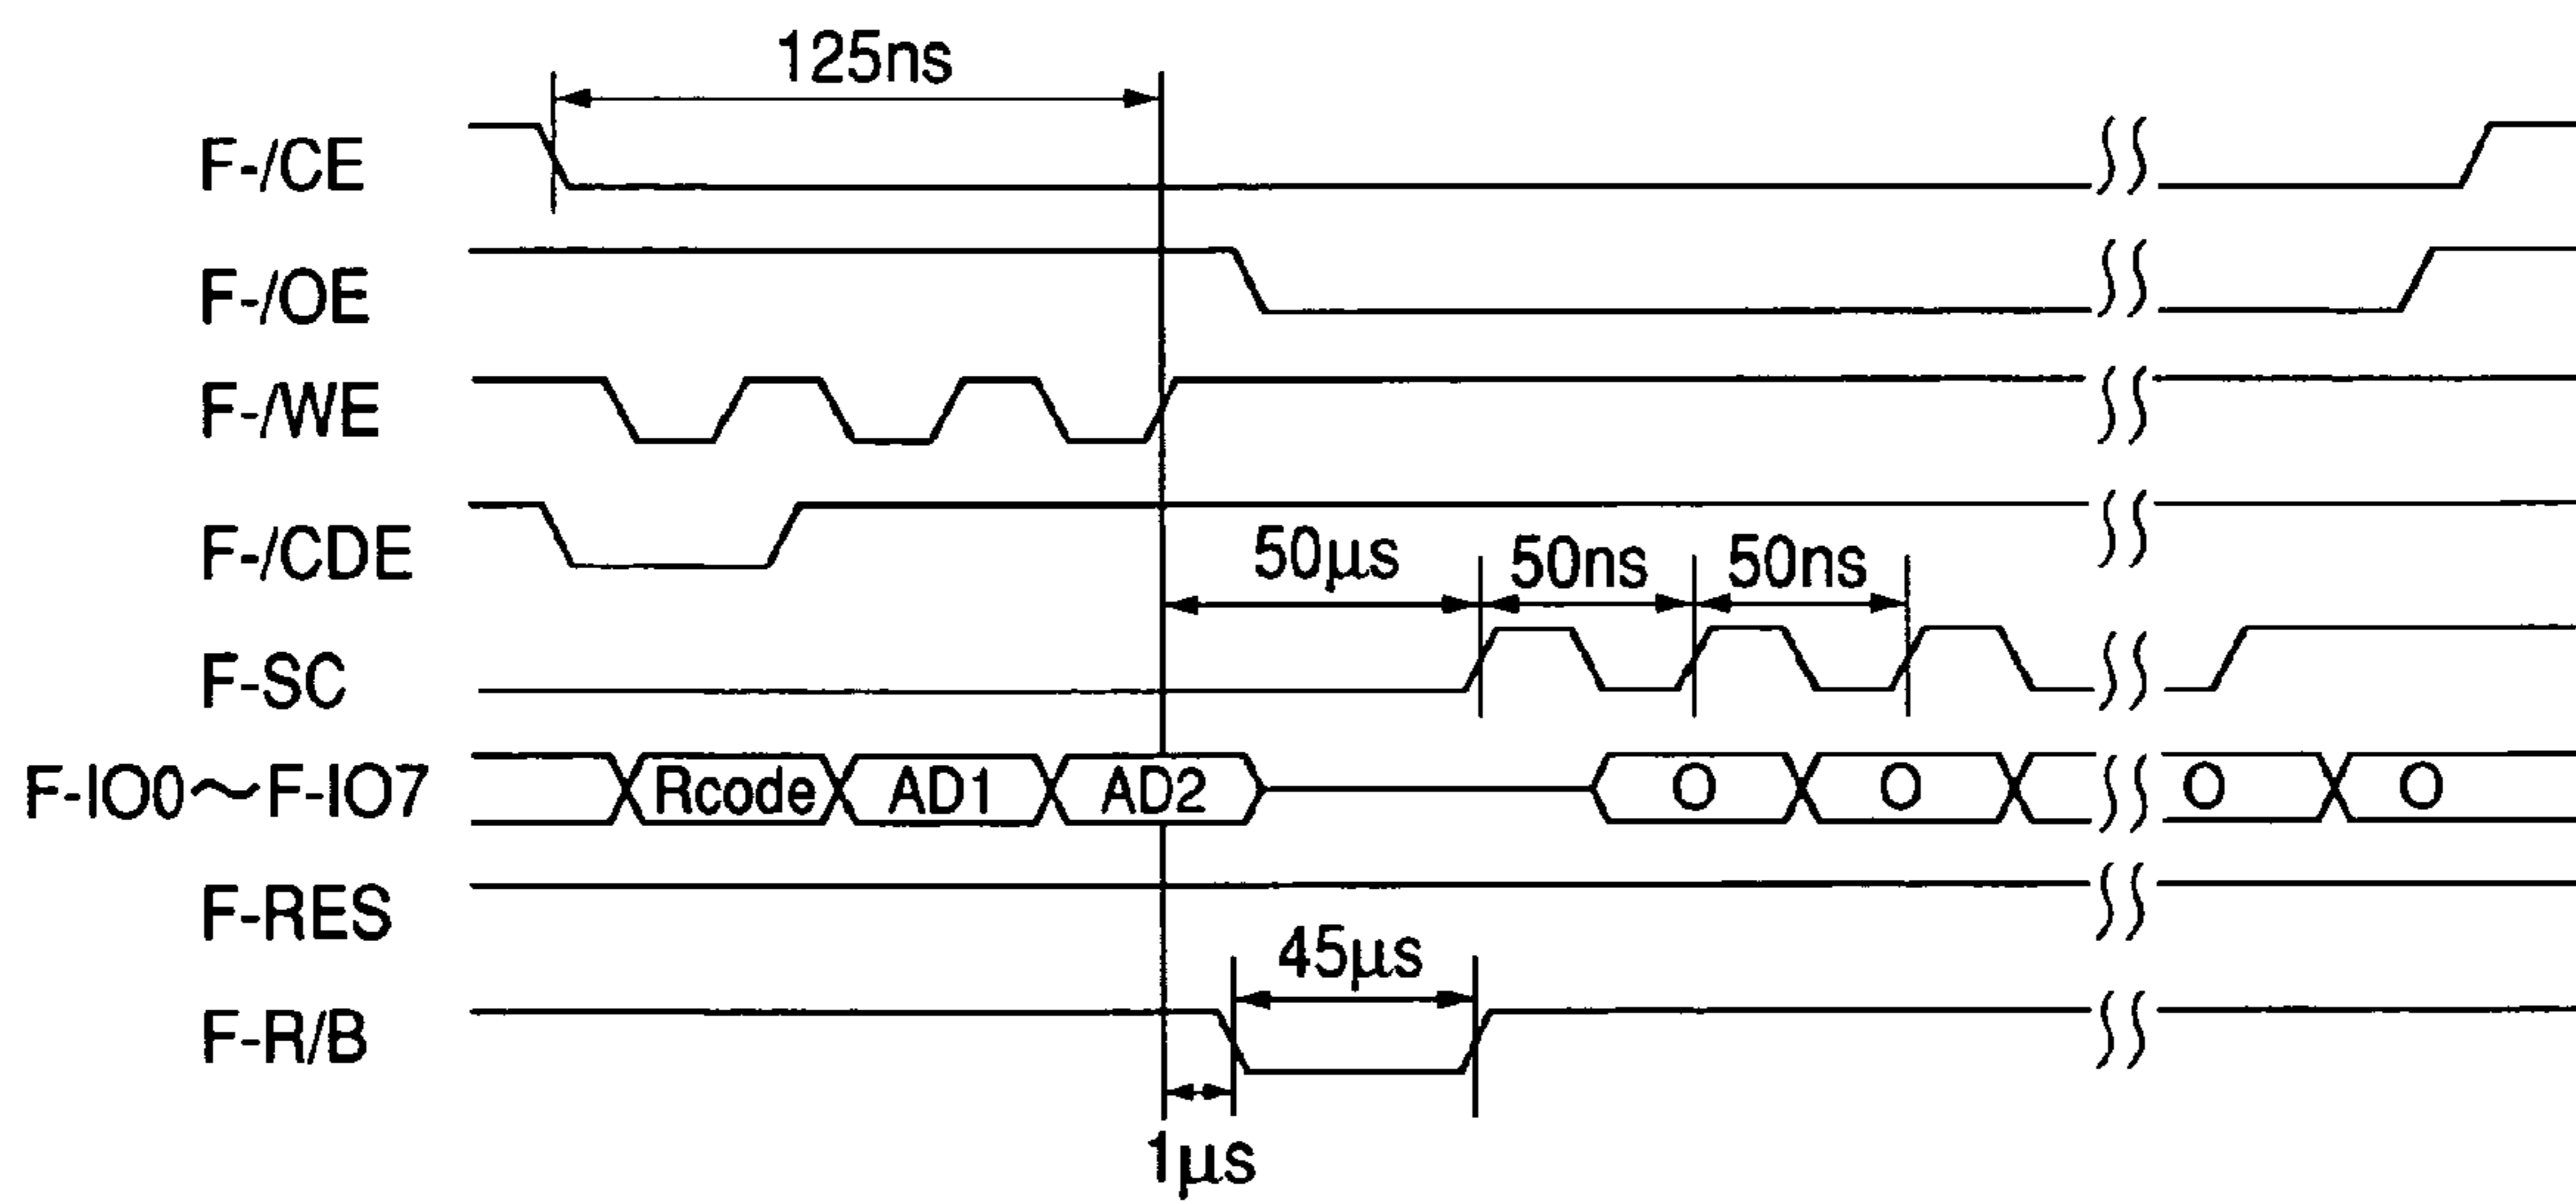 125ns
F-/CE
F-/OE
F-/WE
F-/CDE
50μs 50ns 50ns
F-SC
F-IO0～F-IO7 Rcode AD1 AD2 O O O O
F-RES
45μs
F-R/B
1μs